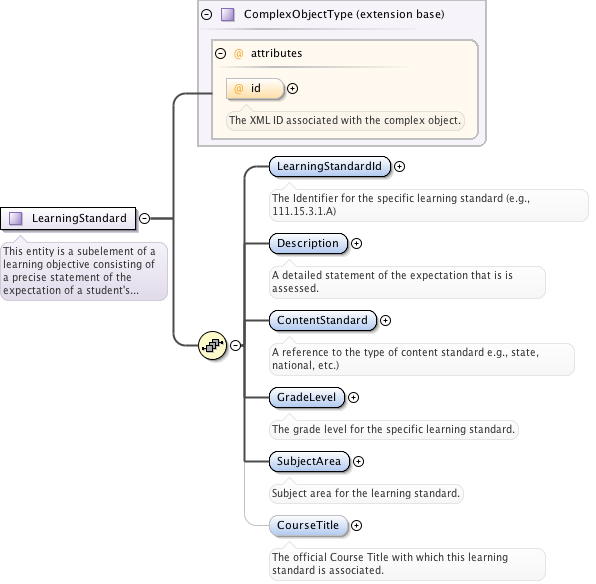 ComplexObjectType (extension base)
@ attributes
@ id
The XML ID associated with the complex object.
LearningStandard
This entity is a subelement of a
learning objective consisting of
a precise statement of the
expectation of a student's...
LearningStandardId
The Identifier for the specific learning standard (e.g.,
111.15.3.1.A)
Description
A detailed statement of the expectation that is is
assessed.
ContentStandard
A reference to the type of content standard e.g., state,
national, etc.)
GradeLevel
The grade level for the specific learning standard.
SubjectArea
Subject area for the learning standard.
CourseTitle
The official Course Title with which this learning
standard is associated.